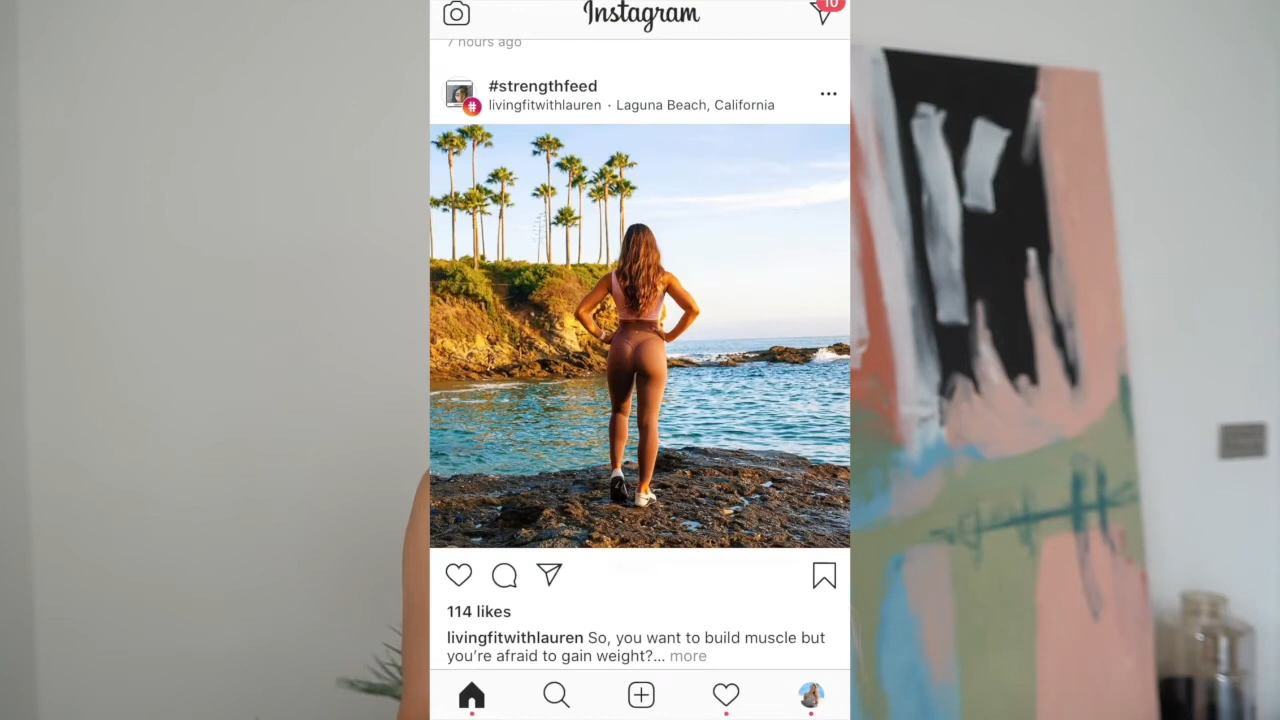 Instagram
10
7 hours ago
#strengthfeed
livingfitwithlauren · Laguna Beach, California
114 likes
livingfitwithlauren So, you want to build muscle but
you're afraid to gain weight?... more